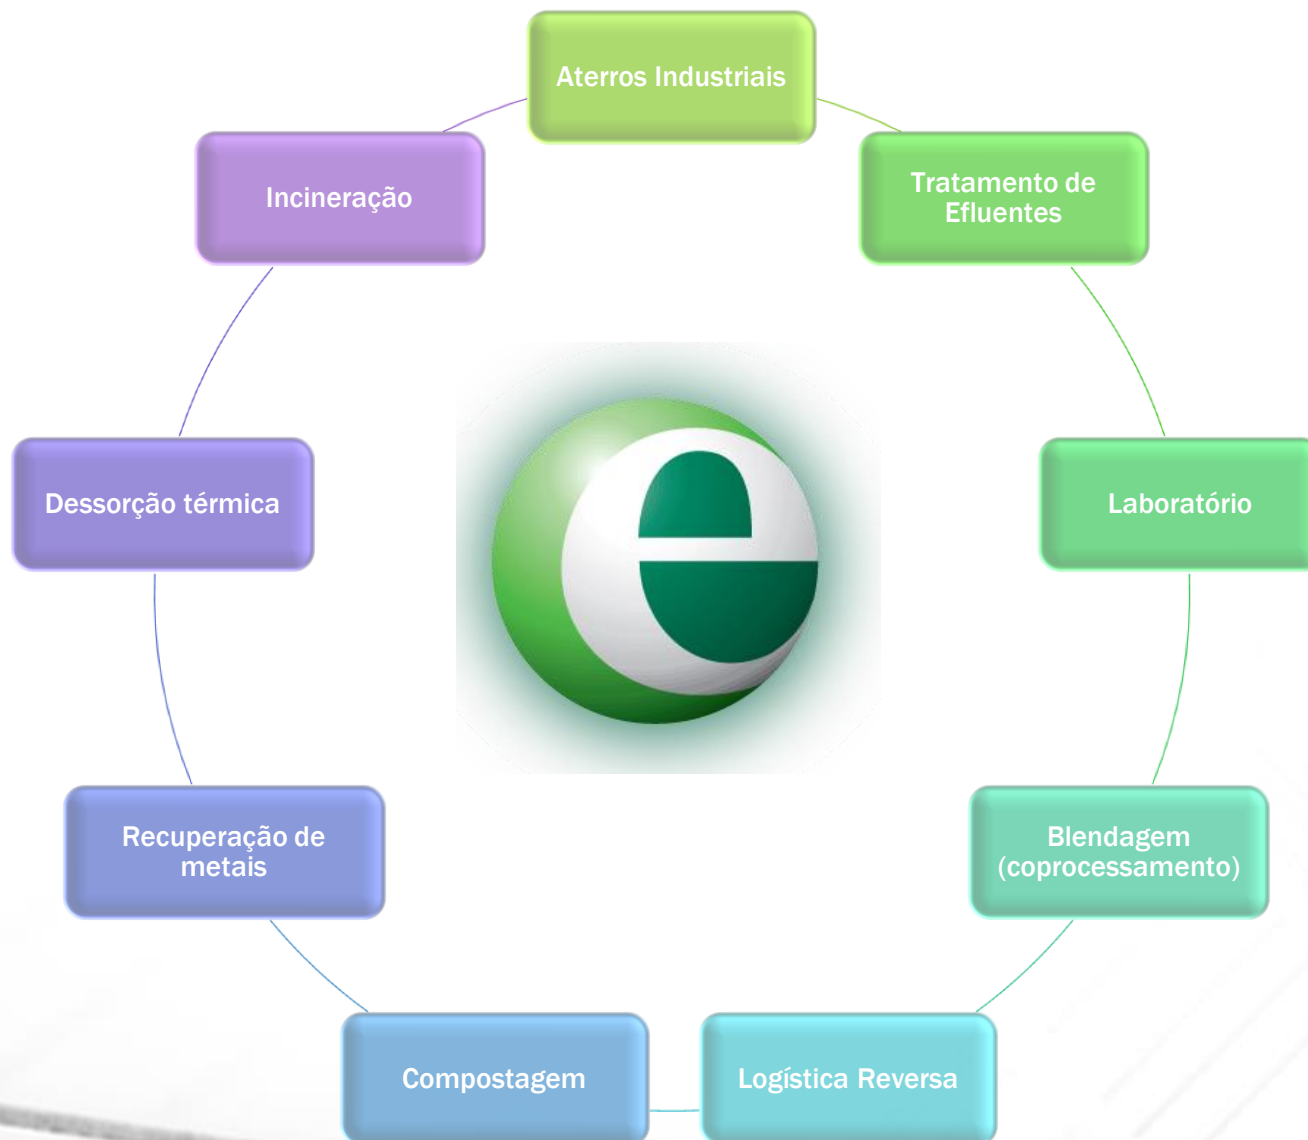 Aterros Industriais
Tratamento de
Efluentes
Laboratório
Blendagem
(coprocessamento)
Logística Reversa
Compostagem
Recuperação de
metais
Dessorção térmica
Incineração
e